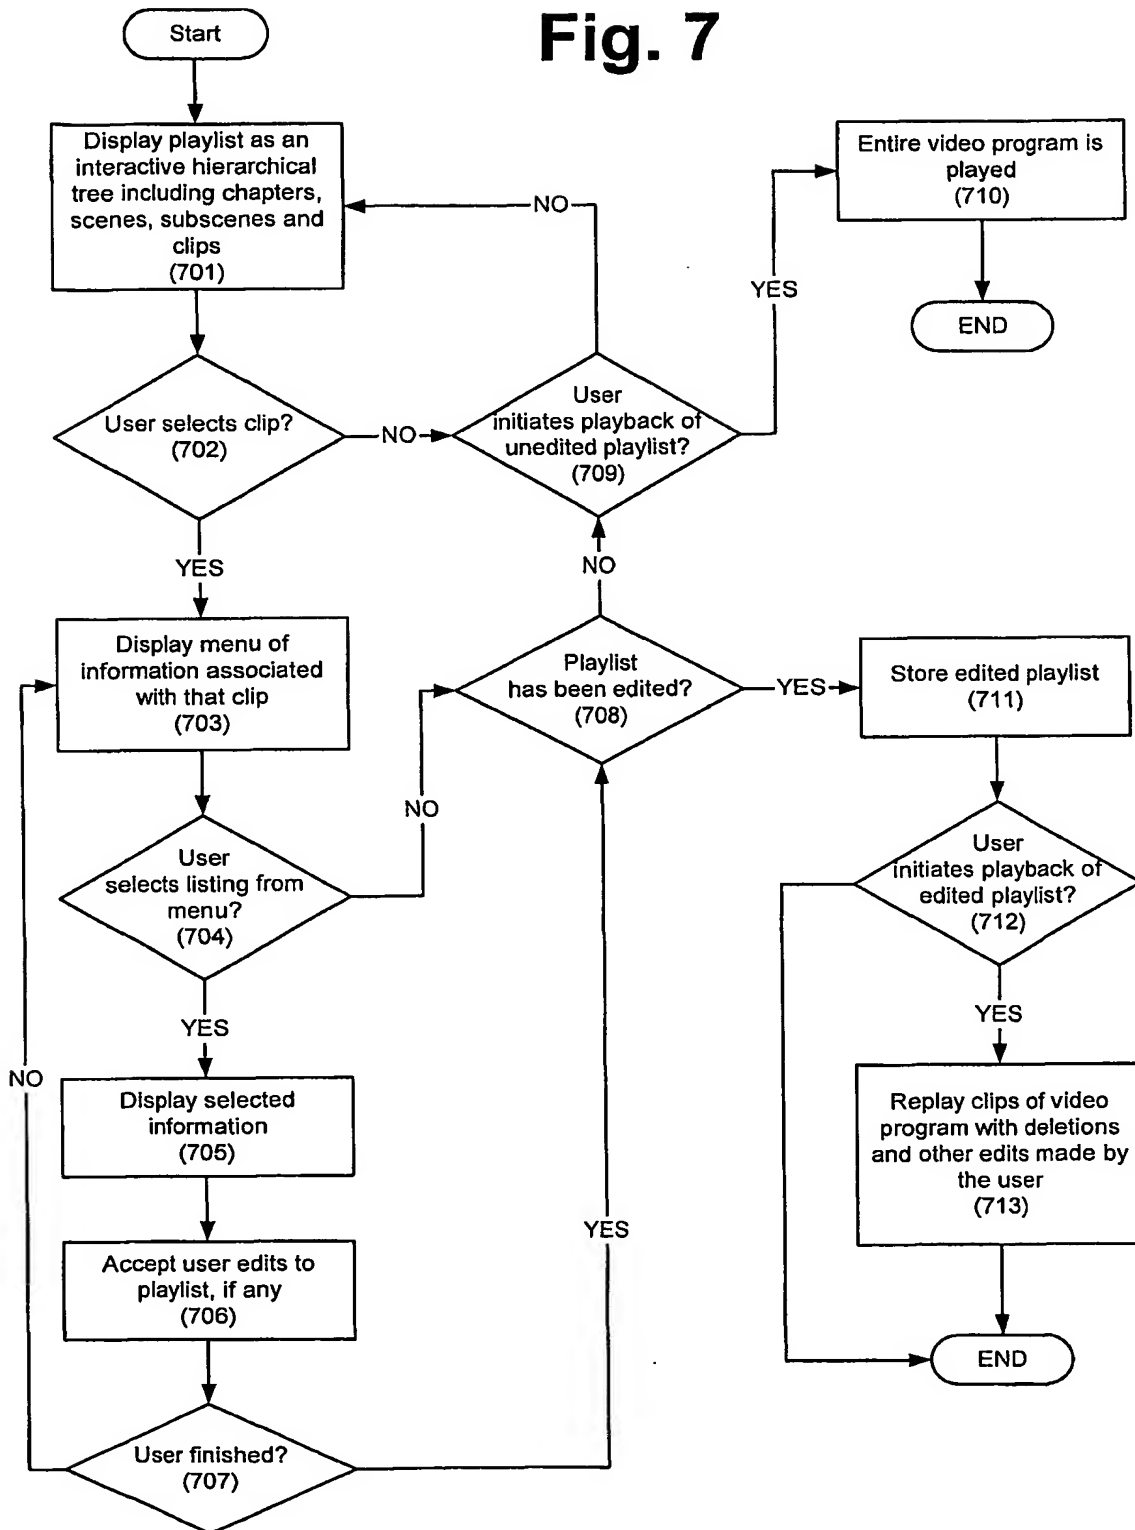 Fig. 7
Start
Display playlist as an
interactive hierarchical
tree including chapters,
scenes, subscenes and
clips
(701)
User selects clip?
(702)
NO
YES
Display menu of
information associated
with that clip
(703)
User
selects listing from
menu?
(704)
NO
YES
Display selected
information
(705)
Accept user edits to
playlist, if any
(706)
User finished?
(707)
NO
YES
Playlist
has been edited?
(708)
NO
YES
User
initiates playback of
unedited playlist?
(709)
NO
YES
Entire video program is
played
(710)
END
Store edited playlist
(711)
User
initiates playback of
edited playlist?
(712)
YES
Replay clips of video
program with deletions
and other edits made by
the user
(713)
END